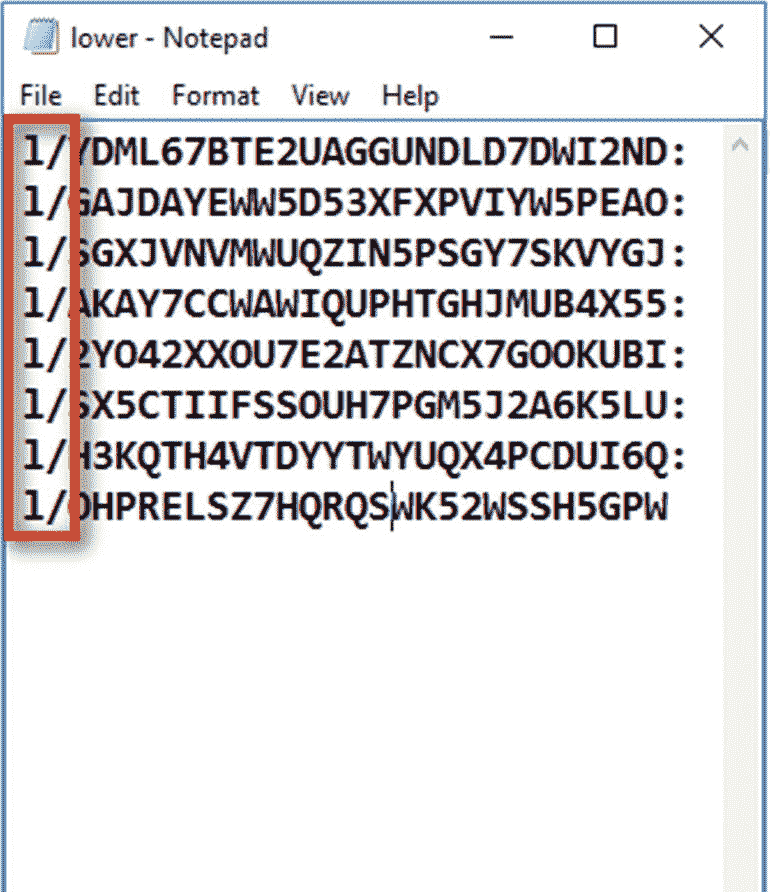 lower - Notepad
File Edit Format View Help
1/YDML67BTE2UAGGUNDLD7DWI2ND:
1/GAJDAYEWW5D53XFXPVIYW5PEAO:
1/SGXJVNVMWUQZIN5PSGY7SKVYGJ:
1/AKAY7CCWAWIQUPHTGHJMUB4X55:
1/2YO42XXOU7E2ATZNCX7GOOKUBI:
1/SX5CTIIFSSOUH7PGM5J2A6K5LU:
1/H3KQTH4VTDYYTWYUQX4PCDUI6Q:
1/OHPRELSZ7HQRQSWK52WSSH5GPW